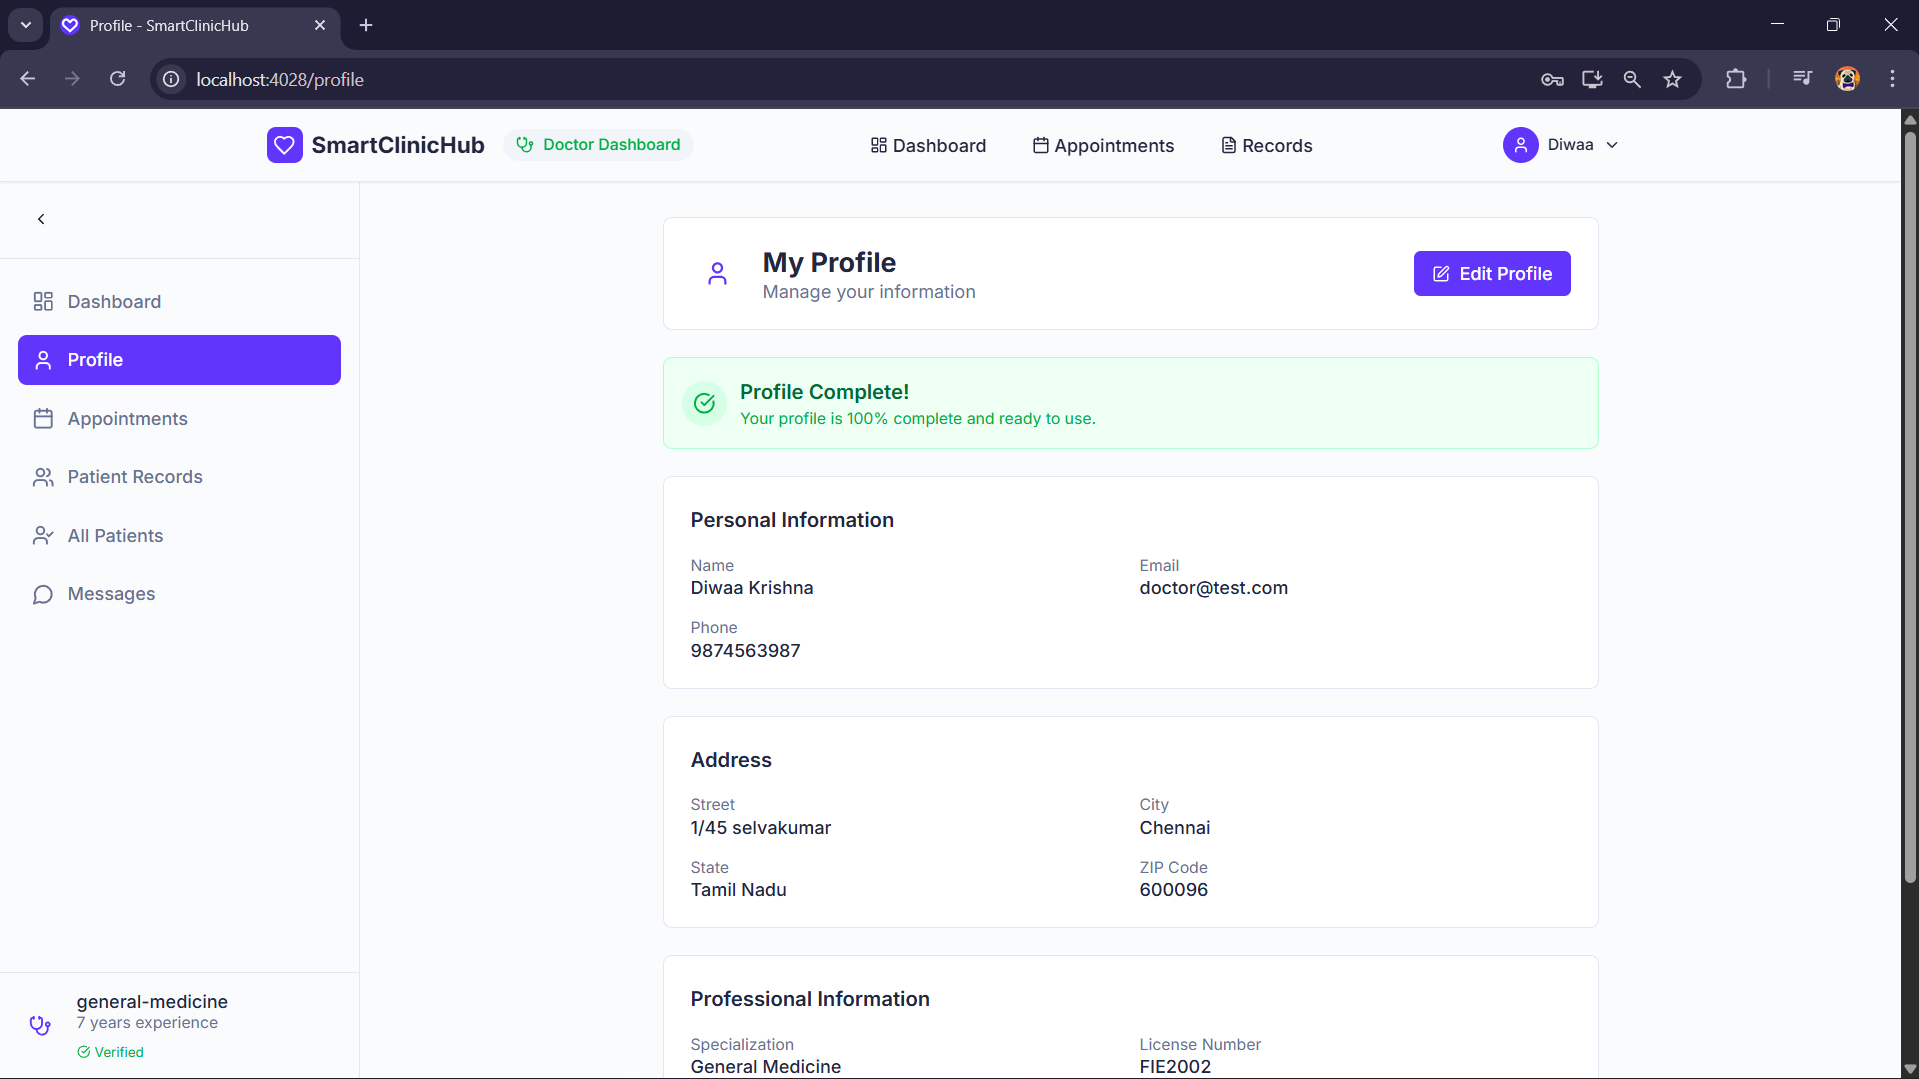 Profile - SmartClinicHub
localhost:4028/profile
SmartClinicHub
Doctor Dashboard
Dashboard
Appointments
Records
Diwaa
Dashboard
Profile
Appointments
Patient Records
All Patients
Messages
general-medicine
7 years experience
Verified
My Profile
Manage your information
Edit Profile
Profile Complete!
Your profile is 100% complete and ready to use.
Personal Information
Name
Diwaa Krishna
Email
doctor@test.com
Phone
9874563987
Address
Street
1/45 selvakumar
City
Chennai
State
Tamil Nadu
ZIP Code
600096
Professional Information
Specialization
General Medicine
License Number
FIE2002